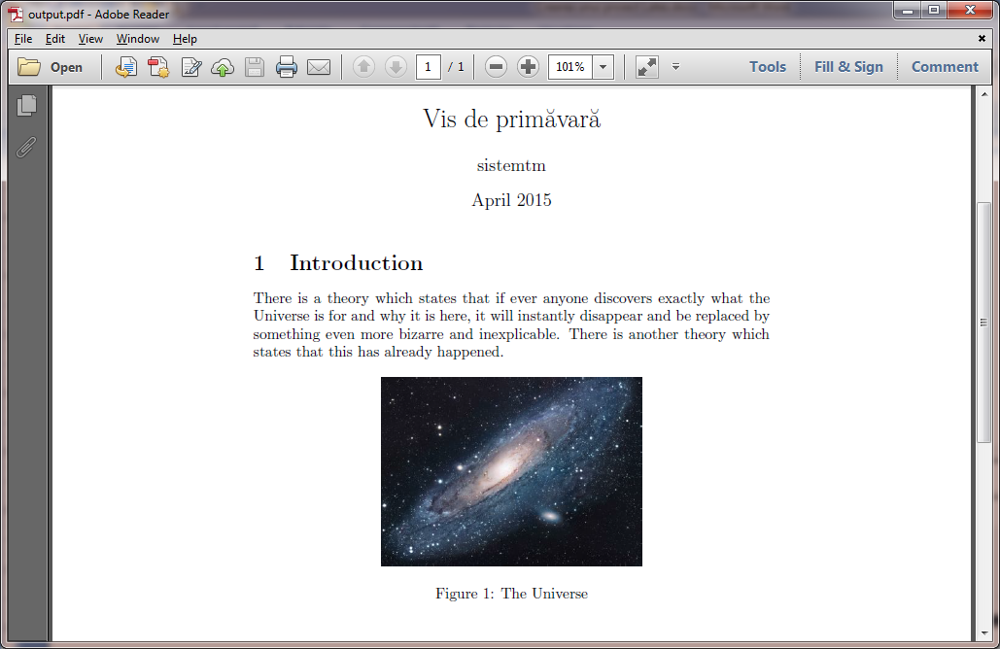 output.pdf - Adobe Reader
File Edit View Window Help
Open 1 / 1 101% Tools Fill & Sign Comment
Vis de primăvară
sistemtm
April 2015
1 Introduction
There is a theory which states that if ever anyone discovers exactly what the
Universe is for and why it is here, it will instantly disappear and be replaced by
something even more bizarre and inexplicable. There is another theory which
states that this has already happened.
Figure 1: The Universe